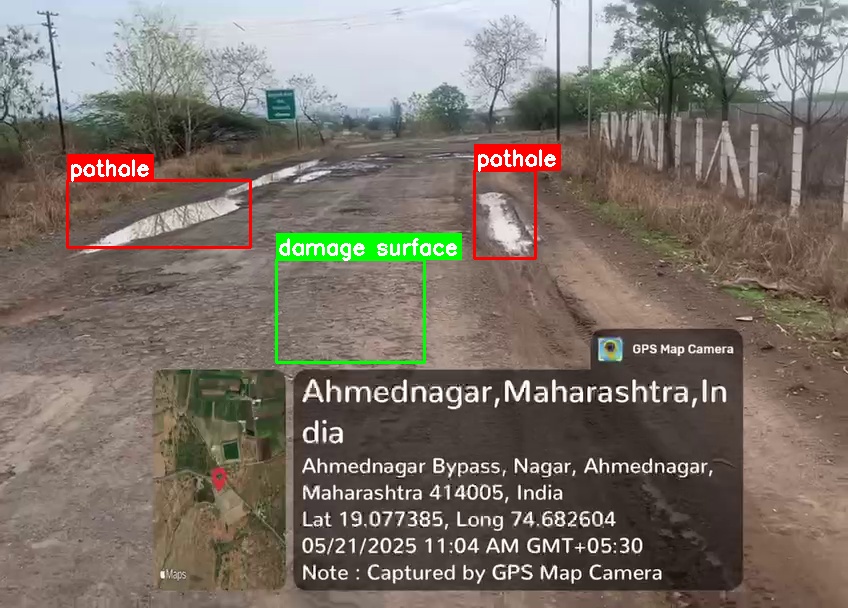 pothole
pothole
damage surface
GPS Map Camera
Ahmednagar,Maharashtra,In
dia
Ahmednagar Bypass, Nagar, Ahmednagar,
Maharashtra 414005, India
Lat 19.077385, Long 74.682604
05/21/2025 11:04 AM GMT+05:30
Note : Captured by GPS Map Camera
Maps